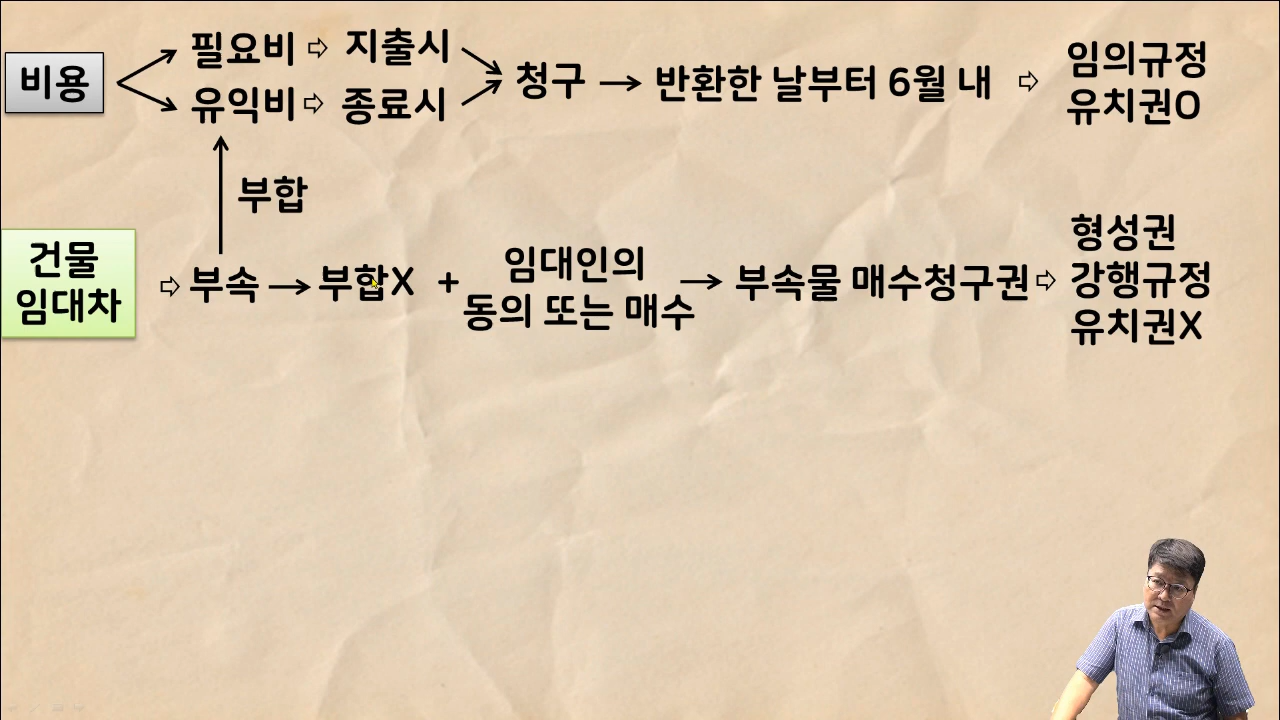 비용
필요비 ⇨ 지출시
유익비 ⇨ 종료시
청구 → 반환한 날부터 6월 내 ⇨
임의규정
유치권O
부합
건물
임대차
⇨ 부속 → 부합X +
임대인의
동의 또는 매수
→ 부속물 매수청구권 ⇨
형성권
강행규정
유치권X